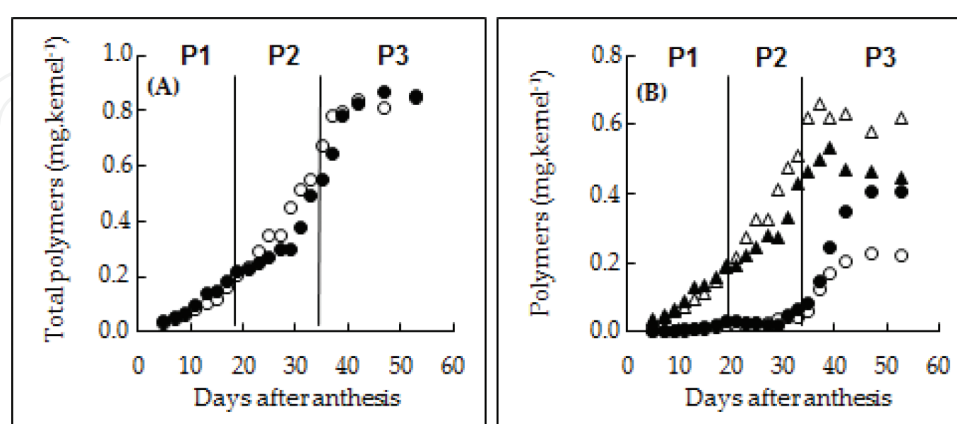 P1 P2 P3
(A)
Total polymers (mg.kernel⁻¹)
1.0
0.8
0.6
0.4
0.2
0.0
0 10 20 30 40 50 60
Days after anthesis
P1 P2 P3
(B)
Polymers (mg.kernel⁻¹)
0.8
0.6
0.4
0.2
0.0
0 10 20 30 40 50 60
Days after anthesis